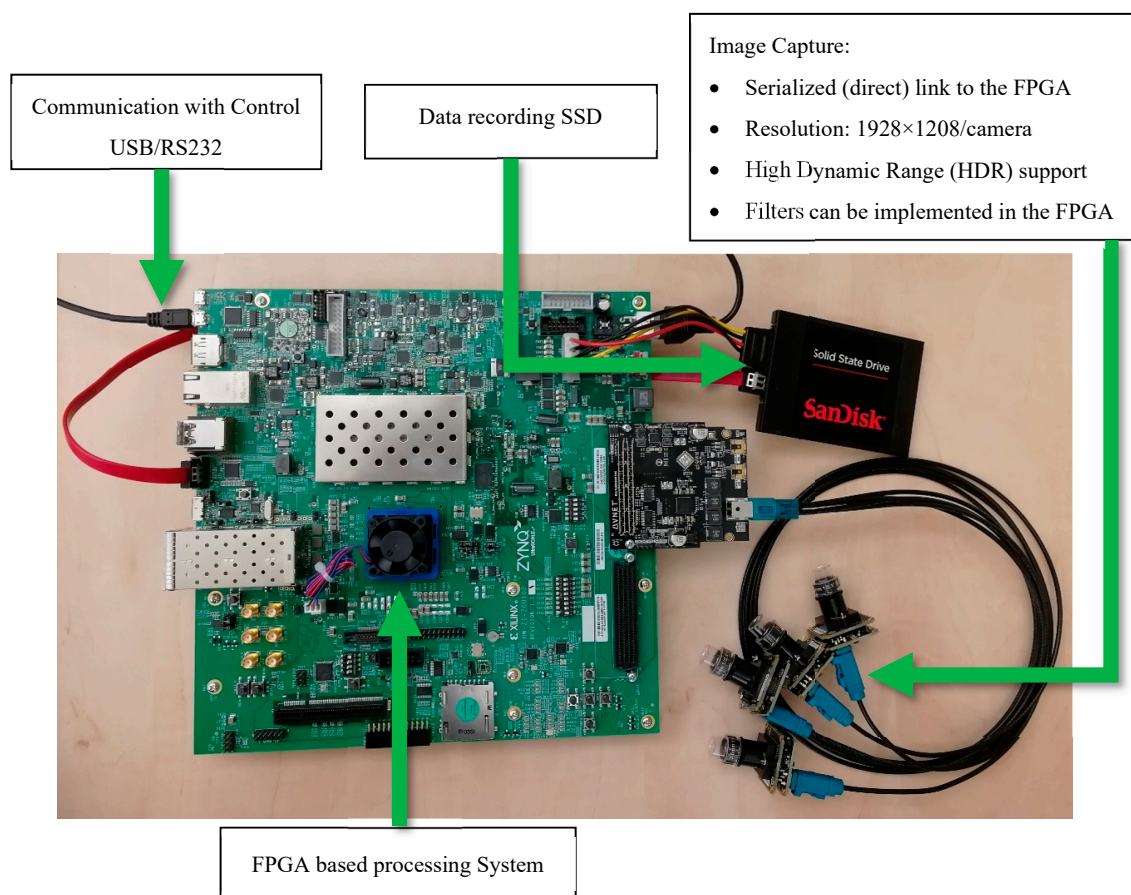 Image Capture:
• Serialized (direct) link to the FPGA
• Resolution: 1928×1208/camera
• High Dynamic Range (HDR) support
• Filters can be implemented in the FPGA
Communication with Control
USB/RS232
Data recording SSD
Solid State Drive
SanDisk
AVNET
ZYNQ
XILINX
FPGA based processing System